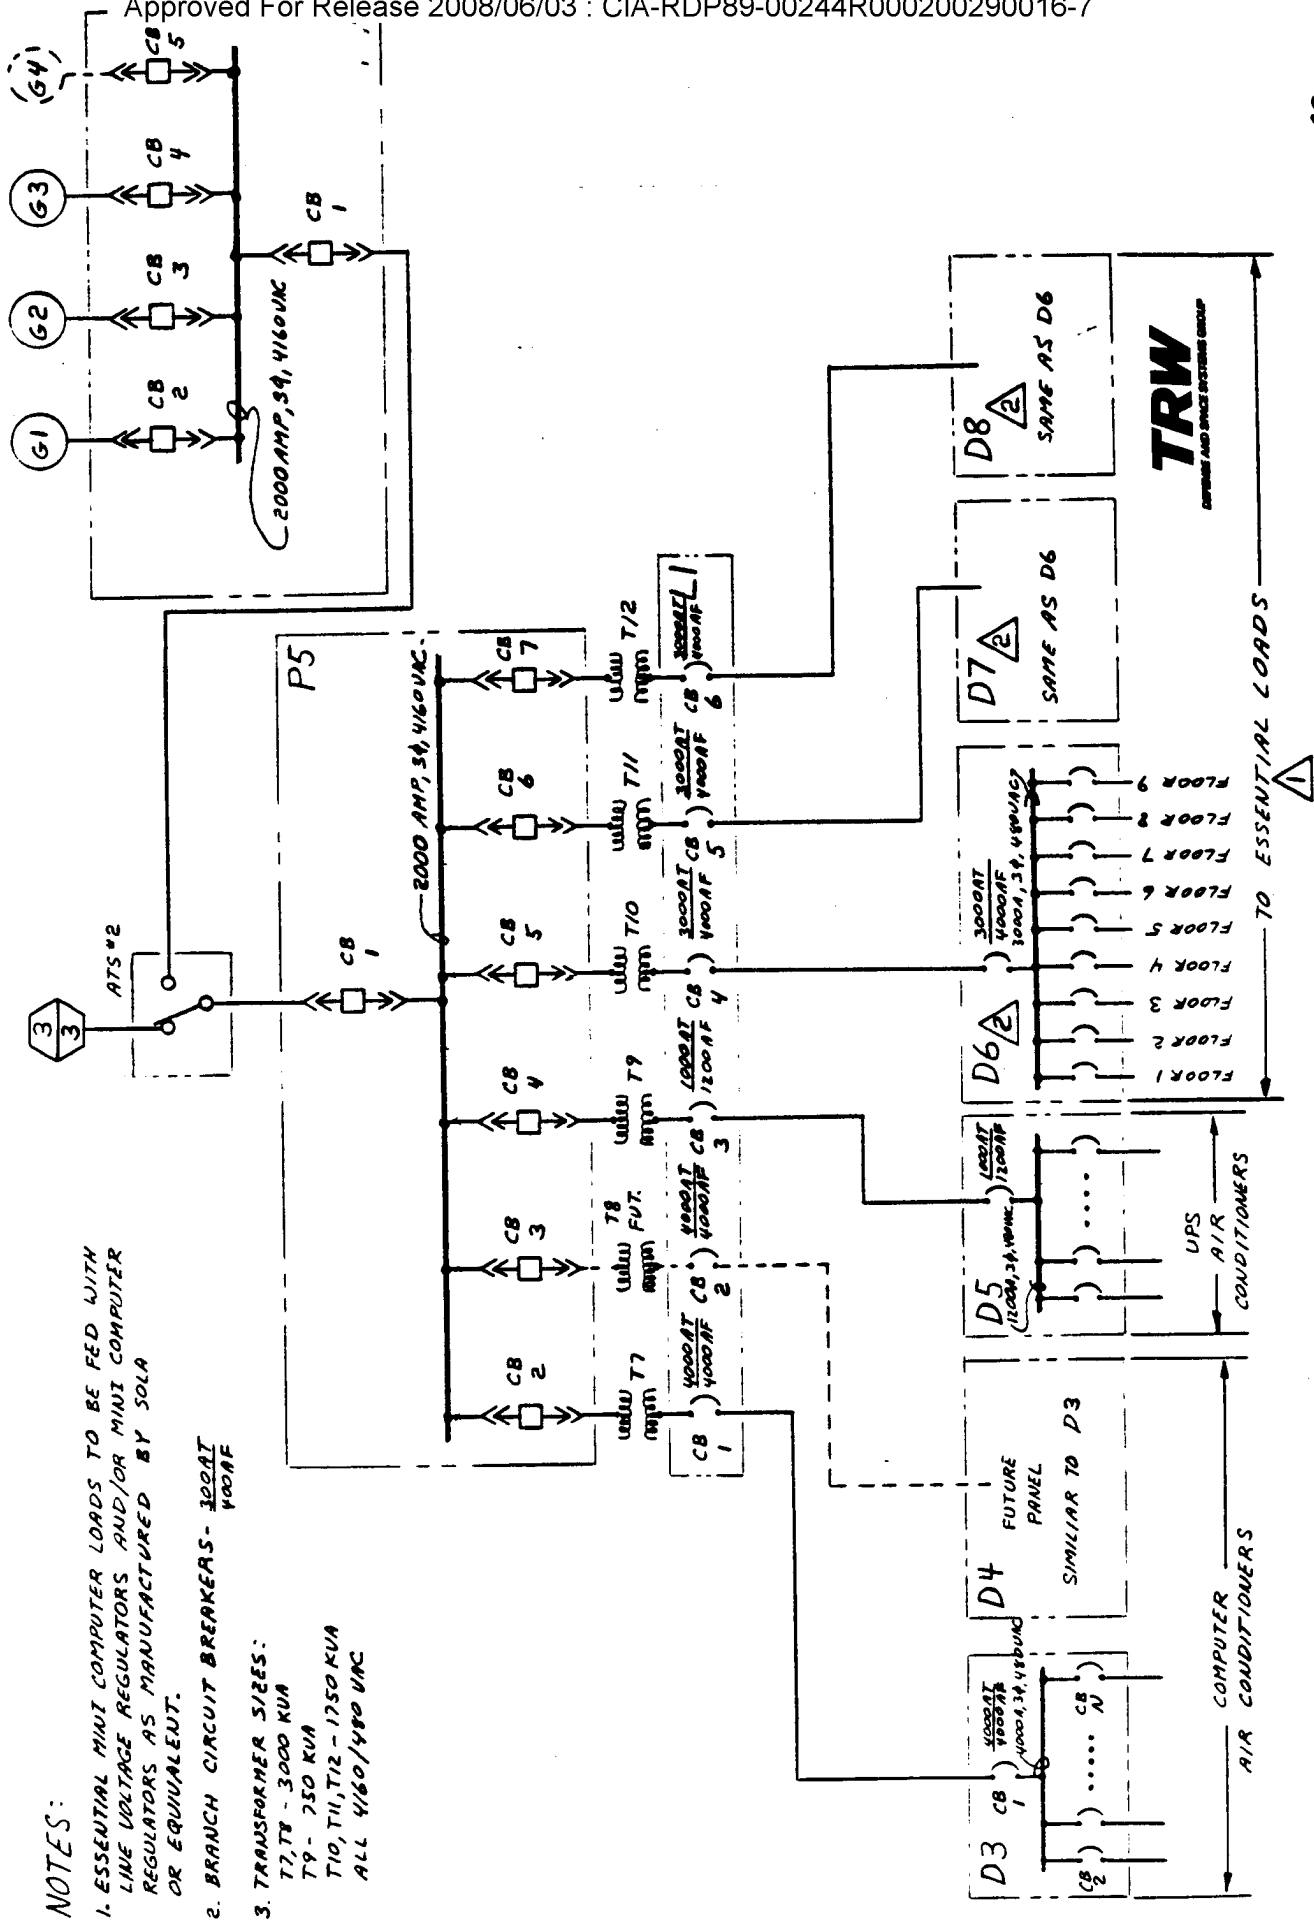 Approved For Release 2008/06/03 : CIA-RDP89-00244R000200290016-7
NOTES:
1. ESSENTIAL MINI COMPUTER LOADS TO BE FED WITH
LINE VOLTAGE REGULATORS AND/OR MINI COMPUTER
REGULATORS AS MANUFACTURED BY SOLA
OR EQUIVALENT.
2. BRANCH CIRCUIT BREAKERS - 300AT
400AF
3. TRANSFORMER SIZES:
T7, T8 - 3000 KVA
T9 - 750 KVA
T10, T11, T12 - 1750 KVA
ALL 4160/480 VAC
G1
G2
G3
(G4)
CB 2
CB 3
CB 4
CB 5
2000 AMP, 3φ, 4160VAC
CB 1
3
3
ATS #2
P5
CB 1
2000 AMP, 3φ, 4160VAC
CB 2
CB 3
CB 4
CB 5
CB 6
CB 7
T7
T8 FUT.
T9
T10
T11
T12
CB 1
4000AT
4000AF
CB 2
4000AT
4000AF
CB 3
1000AT
1200AF
CB 4
3000AT
4000AF
CB 5
3000AT
4000AF
CB 6
3000AT
4000AF
L1
D3
CB 1
4000AT
4000AF
4000A, 3φ, 480VAC
CB 2
CB N
D4
FUTURE
PANEL
SIMILIAR TO D3
COMPUTER
AIR CONDITIONERS
D5
1000AT
1200AF
1200A, 3φ, 480VAC
UPS
AIR
CONDITIONERS
D6
2
3000AT
4000AF
3000A, 3φ, 480VAC
FLOOR 1
FLOOR 2
FLOOR 3
FLOOR 4
FLOOR 5
FLOOR 6
FLOOR 7
FLOOR 8
FLOOR 9
D7
2
SAME AS D6
D8
2
SAME AS D6
TO ESSENTIAL LOADS
1
TRW
DEFENSE AND SPACE SYSTEMS GROUP